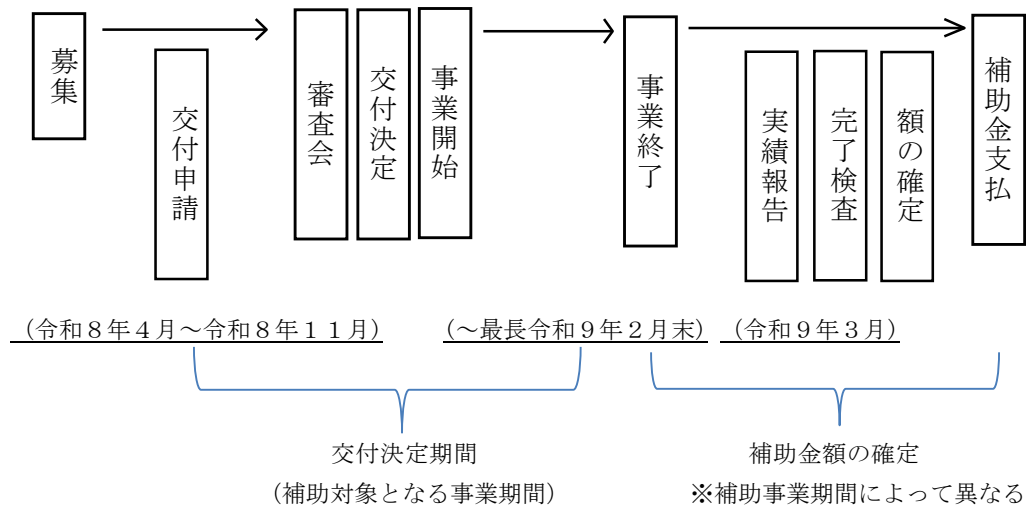 募集
交付申請
審査会
交付決定
事業開始
事業終了
実績報告
完了検査
額の確定
補助金支払
（令和８年４月～令和８年１１月）
（～最長令和９年２月末）
（令和９年３月）
交付決定期間
（補助対象となる事業期間）
補助金額の確定
※補助事業期間によって異なる